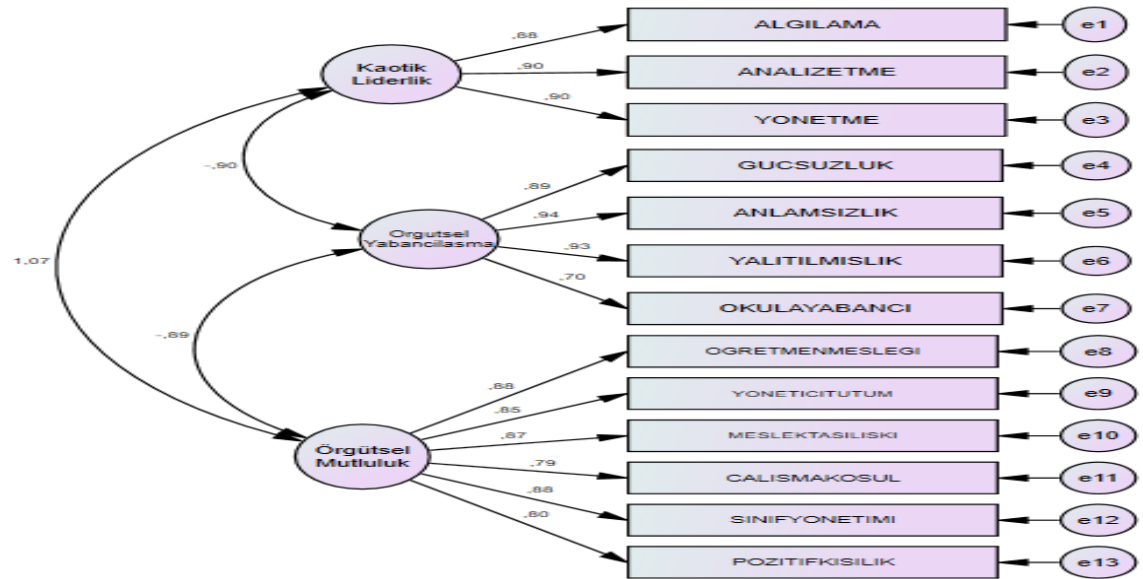 ,88
ALGILAMA
e1
Kaotik
Liderlik
,90
ANALIZETME
e2
,90
YONETME
e3
-,90
GUCSUZLUK
e4
,89
Orgutsel
Yabancilasma
,94
ANLAMSIZLIK
e5
,93
YALITILMISLIK
e6
1,07
,70
OKULAYABANCI
e7
-,89
OGRETMENMESLEGI
e8
,88
YONETICITUTUM
e9
,85
Örgütsel
Mutluluk
,87
MESLEKTASILISKI
e10
,79
CALISMAKOSUL
e11
,88
SINIFYONETIMI
e12
,80
POZITIFKISILIK
e13